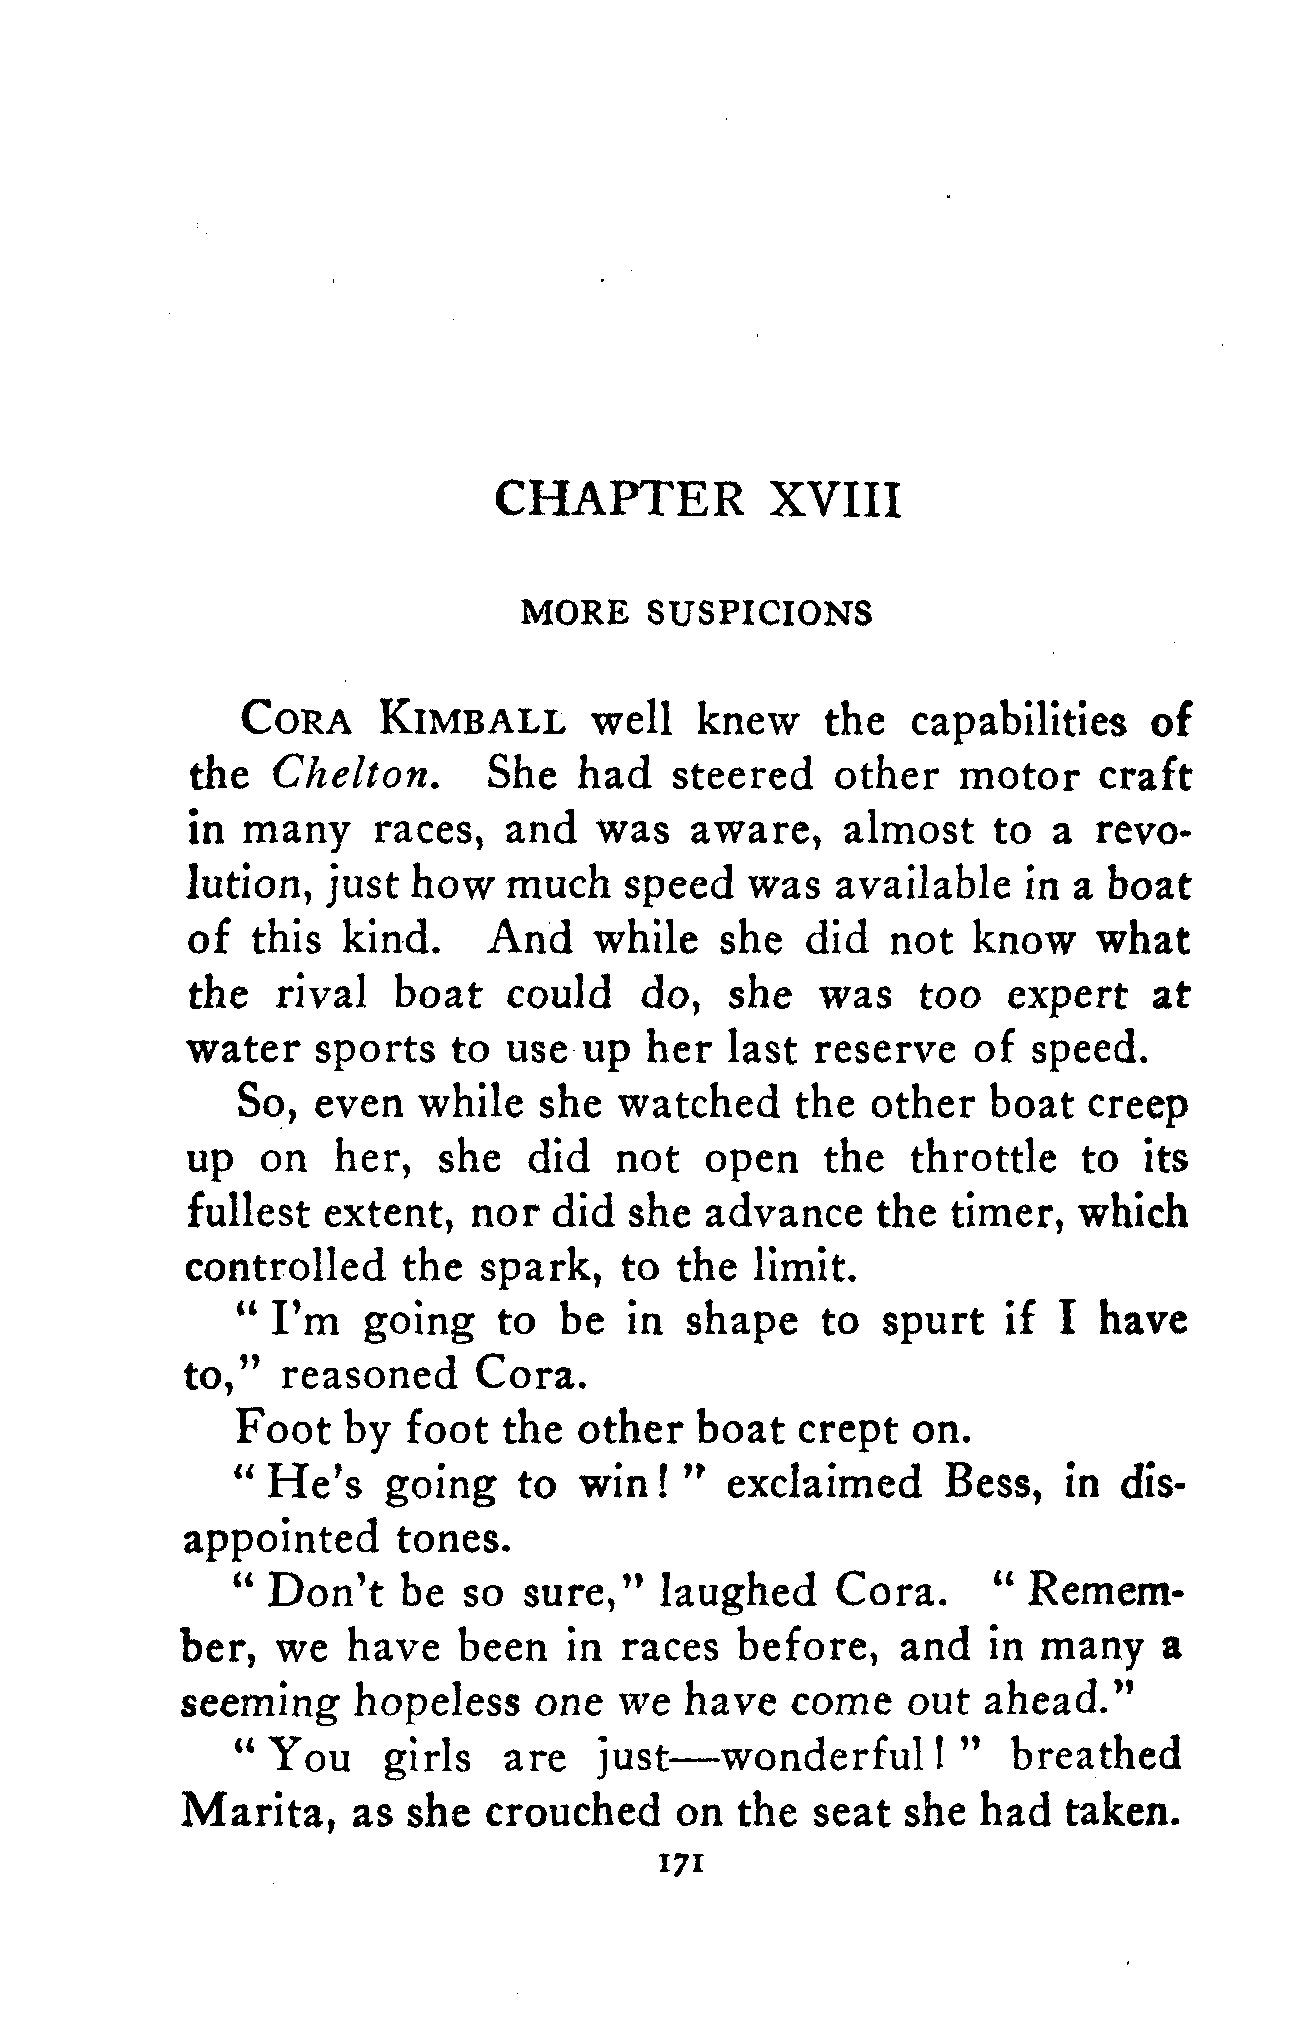 CHAPTER XVIII
MORE SUSPICIONS
CORA KIMBALL well knew the capabilities of
the Chelton. She had steered other motor craft
in many races, and was aware, almost to a revo-
lution, just how much speed was available in a boat
of this kind. And while she did not know what
the rival boat could do, she was too expert at
water sports to use up her last reserve of speed.
So, even while she watched the other boat creep
up on her, she did not open the throttle to its
fullest extent, nor did she advance the timer, which
controlled the spark, to the limit.
“ I’m going to be in shape to spurt if I have
to,” reasoned Cora.
Foot by foot the other boat crept on.
“ He’s going to win! ” exclaimed Bess, in dis-
appointed tones.
“ Don’t be so sure,” laughed Cora. “ Remem-
ber, we have been in races before, and in many a
seeming hopeless one we have come out ahead.”
“ You girls are just—wonderful! ” breathed
Marita, as she crouched on the seat she had taken.
171